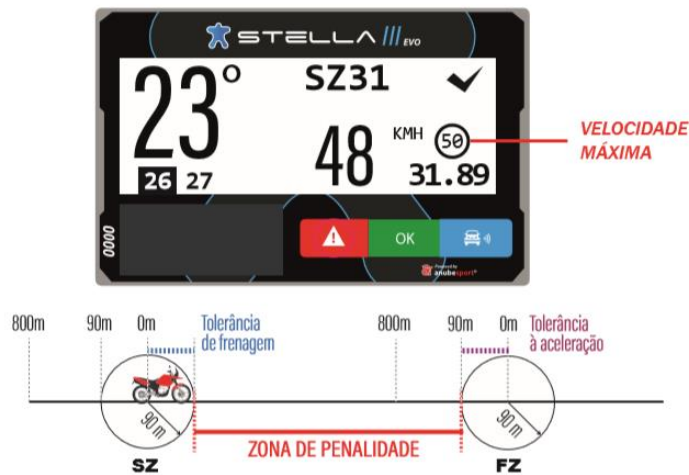 STELLA III EVO
23° SZ31
48 KMH 50
26 27 31.89
VELOCIDADE
MÁXIMA
0000
OK
Powered by
anubesport
800m 90m 0m Tolerância
de frenagem
800m 90m 0m Tolerância
à aceleração
90 m
90 m
ZONA DE PENALIDADE
SZ
FZ